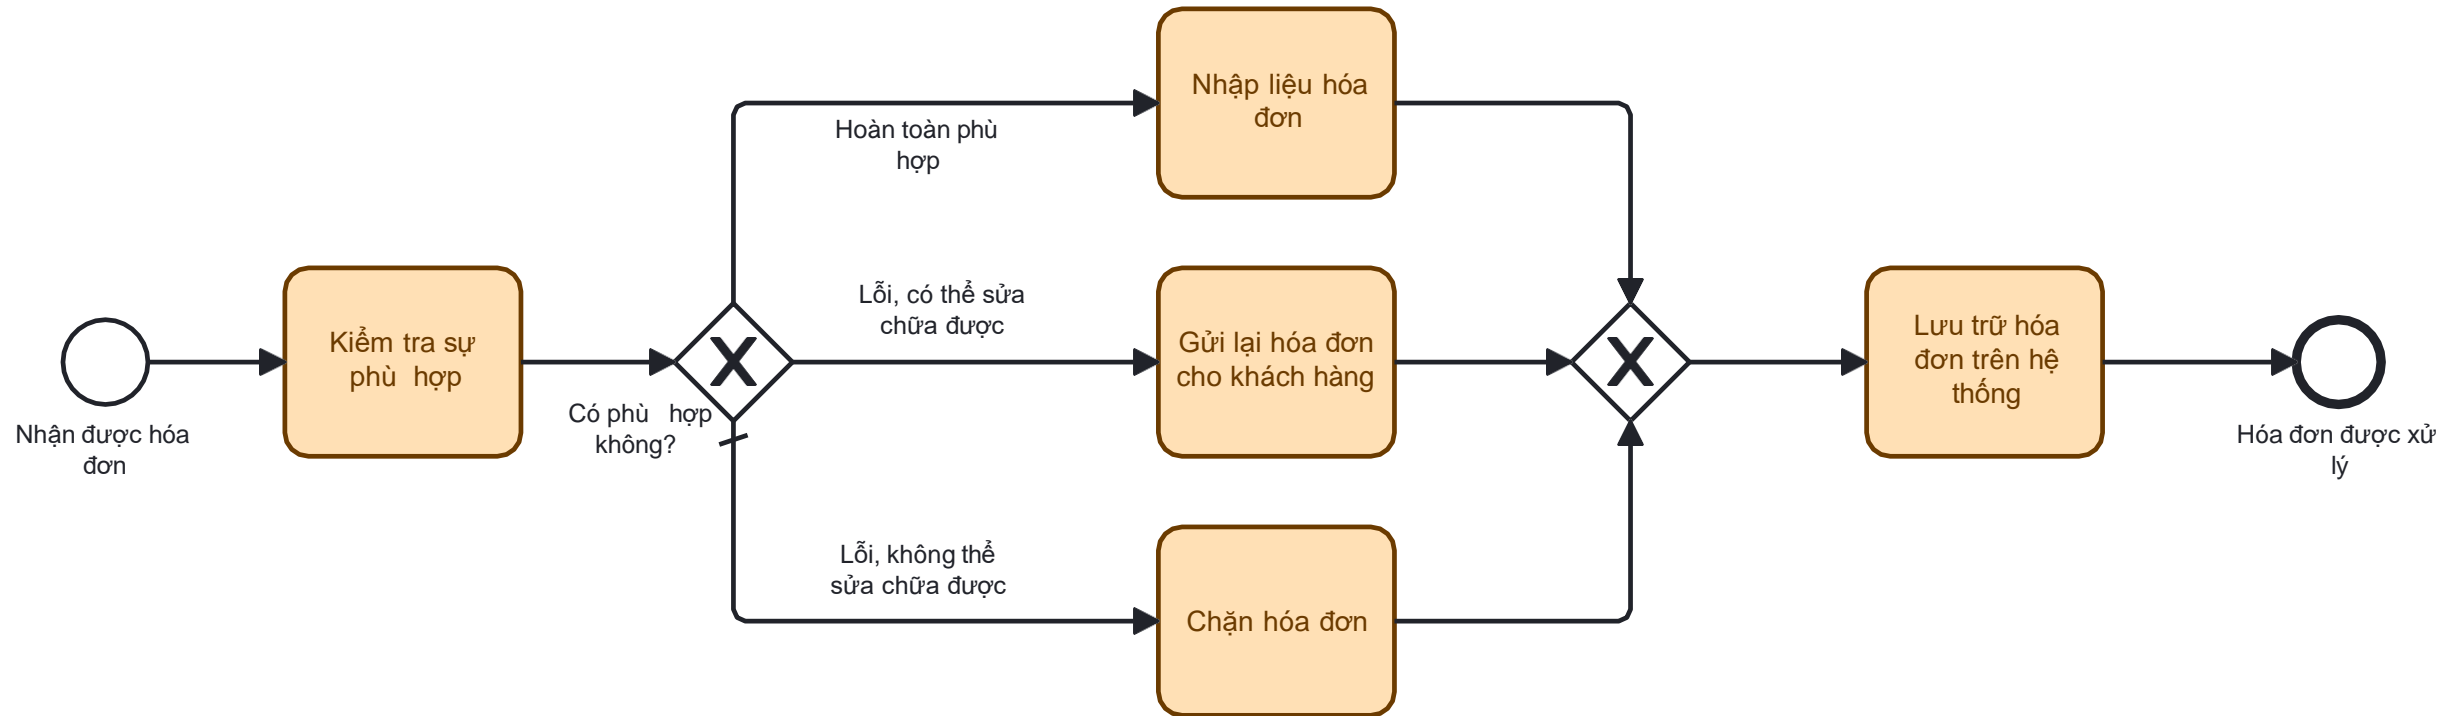 Nhận được hóa
đơn
Kiểm tra sự
phù hợp
Có phù hợp
không?
Hoàn toàn phù
hợp
Nhập liệu hóa
đơn
Lỗi, có thể sửa
chữa được
Gửi lại hóa đơn
cho khách hàng
Lỗi, không thể
sửa chữa được
Chặn hóa đơn
Lưu trữ hóa
đơn trên hệ
thống
Hóa đơn được xử
lý